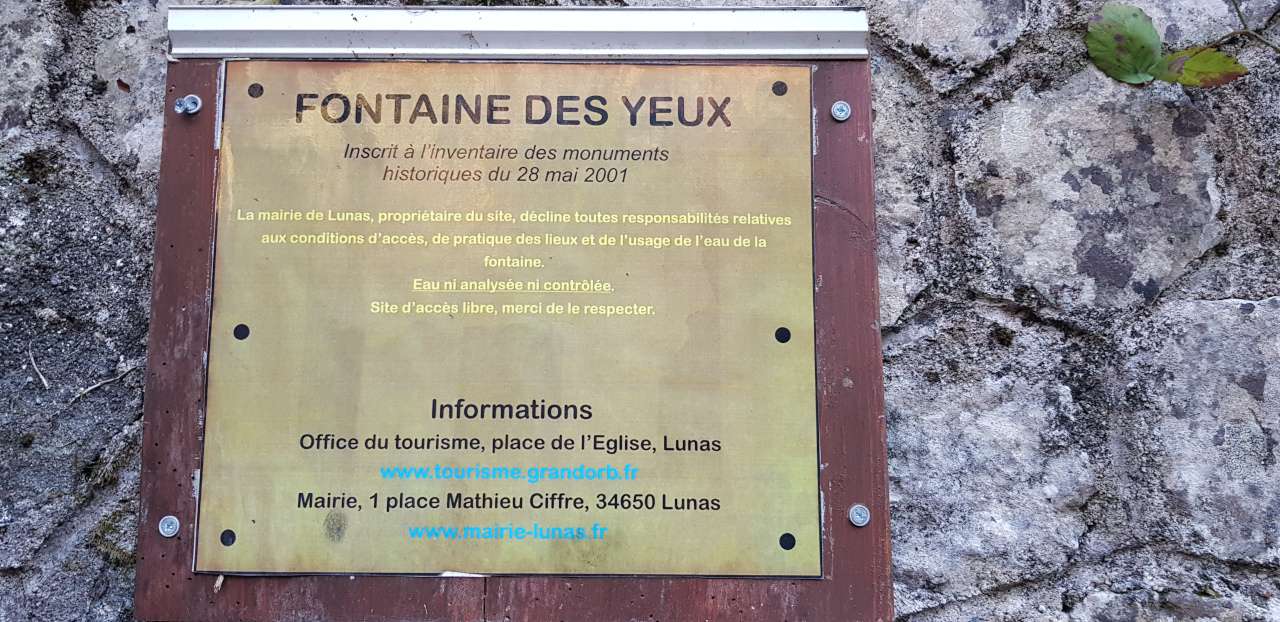 FONTAINE DES YEUX
Inscrit à l'inventaire des monuments
historiques du 28 mai 2001
La mairie de Lunas, propriétaire du site, décline toutes responsabilités relatives
aux conditions d'accès, de pratique des lieux et de l'usage de l'eau de la
fontaine.
Eau ni analysée ni contrôlée.
Site d'accès libre, merci de le respecter.
Informations
Office du tourisme, place de l'Eglise, Lunas
www.tourisme.grandorb.fr
Mairie, 1 place Mathieu Ciffre, 34650 Lunas
www.mairie-lunas.fr